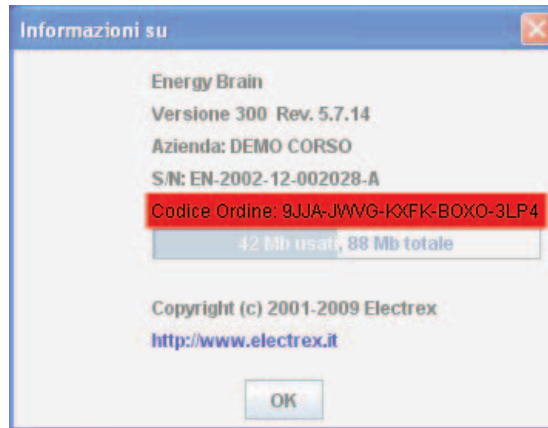 Informazioni su
Energy Brain
Versione 300 Rev. 5.7.14
Azienda: DEMO CORSO
S/N: EN-2002-12-002028-A
Codice Ordine: 9JJA-JWVG-KXFK-BOXO-3LP4
42 Mb usati, 88 Mb totale
Copyright (c) 2001-2009 Electrex
http://www.electrex.it
OK